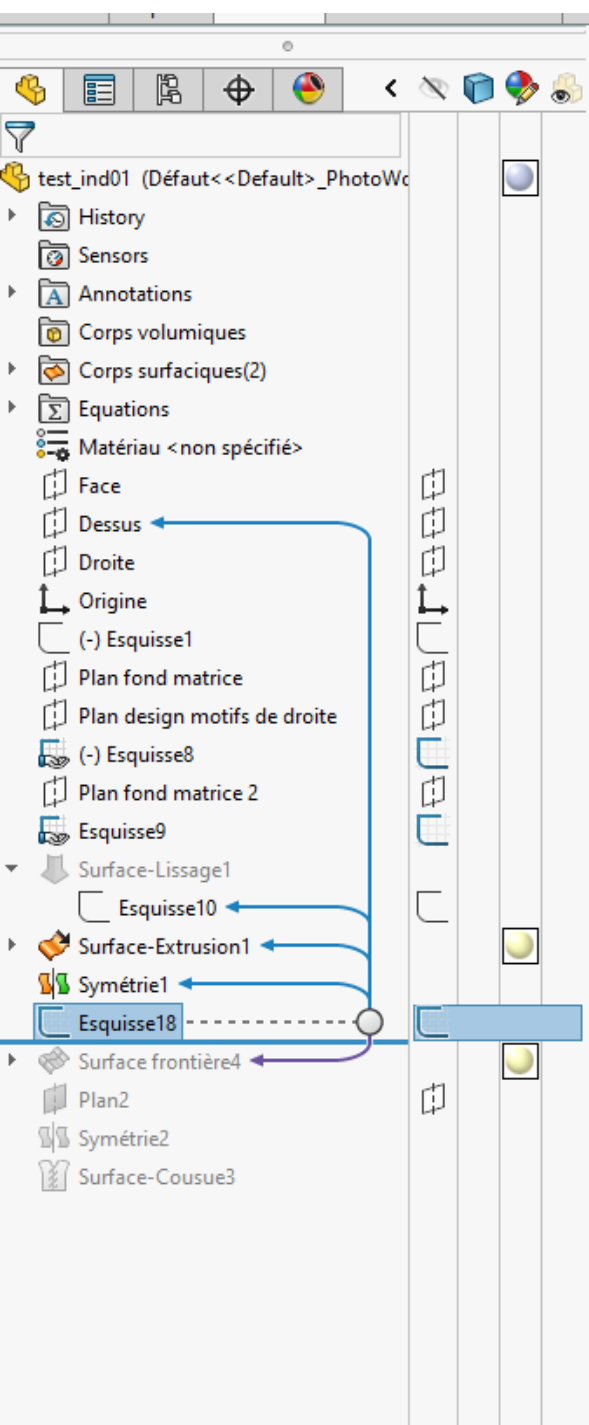 test_ind01 (Défaut<<Default>_PhotoWo
History
Sensors
Annotations
Corps volumiques
Corps surfaciques(2)
Equations
Matériau <non spécifié>
Face
Dessus
Droite
Origine
(-) Esquisse1
Plan fond matrice
Plan design motifs de droite
(-) Esquisse8
Plan fond matrice 2
Esquisse9
Surface-Lissage1
Esquisse10
Surface-Extrusion1
Symétrie1
Esquisse18
Surface frontière4
Plan2
Symétrie2
Surface-Cousue3